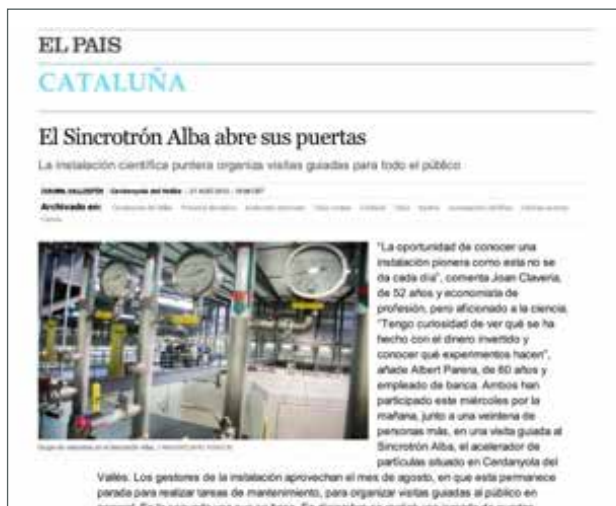 EL PAIS
CATALUÑA
El Sincrotrón Alba abre sus puertas
La instalación científica puntera organiza visitas guiadas para todo el público
Cerdanyola del Vallès
Archivado en:
"La oportunidad de conocer una
instalación pionera como esta no se
da cada día", comenta Joan Claveria,
de 52 años y economista de
profesión, pero aficionado a la ciencia.
"Tengo curiosidad de ver qué se ha
hecho con el dinero invertido y
conocer qué experimentos hacen",
añade Albert Parera, de 60 años y
empleado de banca. Ambos han
participado este miércoles por la
mañana, junto a una veintena de
personas más, en una visita guiada al
Sincrotrón Alba, el acelerador de
partículas situado en Cerdanyola del
Vallès. Los gestores de la instalación aprovechan el mes de agosto, en que esta permanece
parada para realizar tareas de mantenimiento, para organizar visitas guiadas al público en